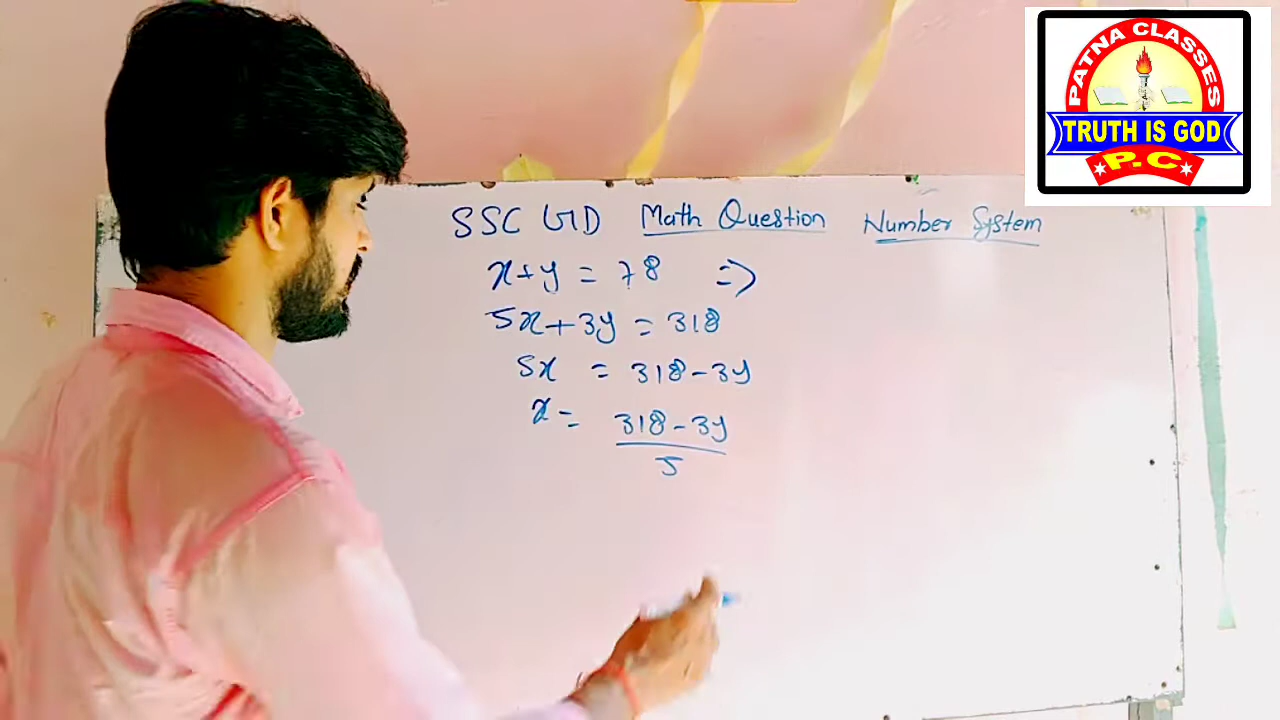 PATNA CLASSES
TRUTH IS GOD
P.C
SSC GD Math Question Number System
x+y = 78 =>
5x+3y = 318
5x = 318-3y
x = 318-3y
5